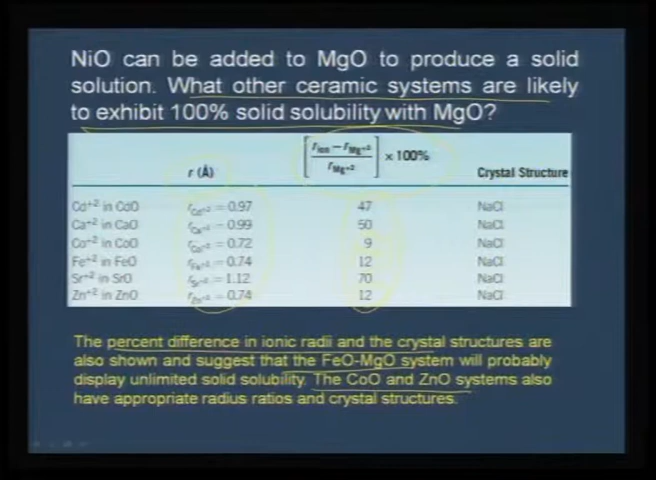 NiO can be added to MgO to produce a solid
solution. What other ceramic systems are likely
to exhibit 100% solid solubility with MgO?
r (Å) [r_ion − r_Mg+2 / r_Mg+2] x 100% Crystal Structure
Cd+2 in CdO r_Cd+2 = 0.97 47 NaCl
Ca+2 in CaO r_Ca+2 = 0.99 50 NaCl
Co+2 in CoO r_Co+2 = 0.72 9 NaCl
Fe+2 in FeO r_Fe+2 = 0.74 12 NaCl
Sr+2 in SrO r_Sr+2 = 1.12 70 NaCl
Zn+2 in ZnO r_Zn+2 = 0.74 12 NaCl
The percent difference in ionic radii and the crystal structures are
also shown and suggest that the FeO-MgO system will probably
display unlimited solid solubility. The CoO and ZnO systems also
have appropriate radius ratios and crystal structures.